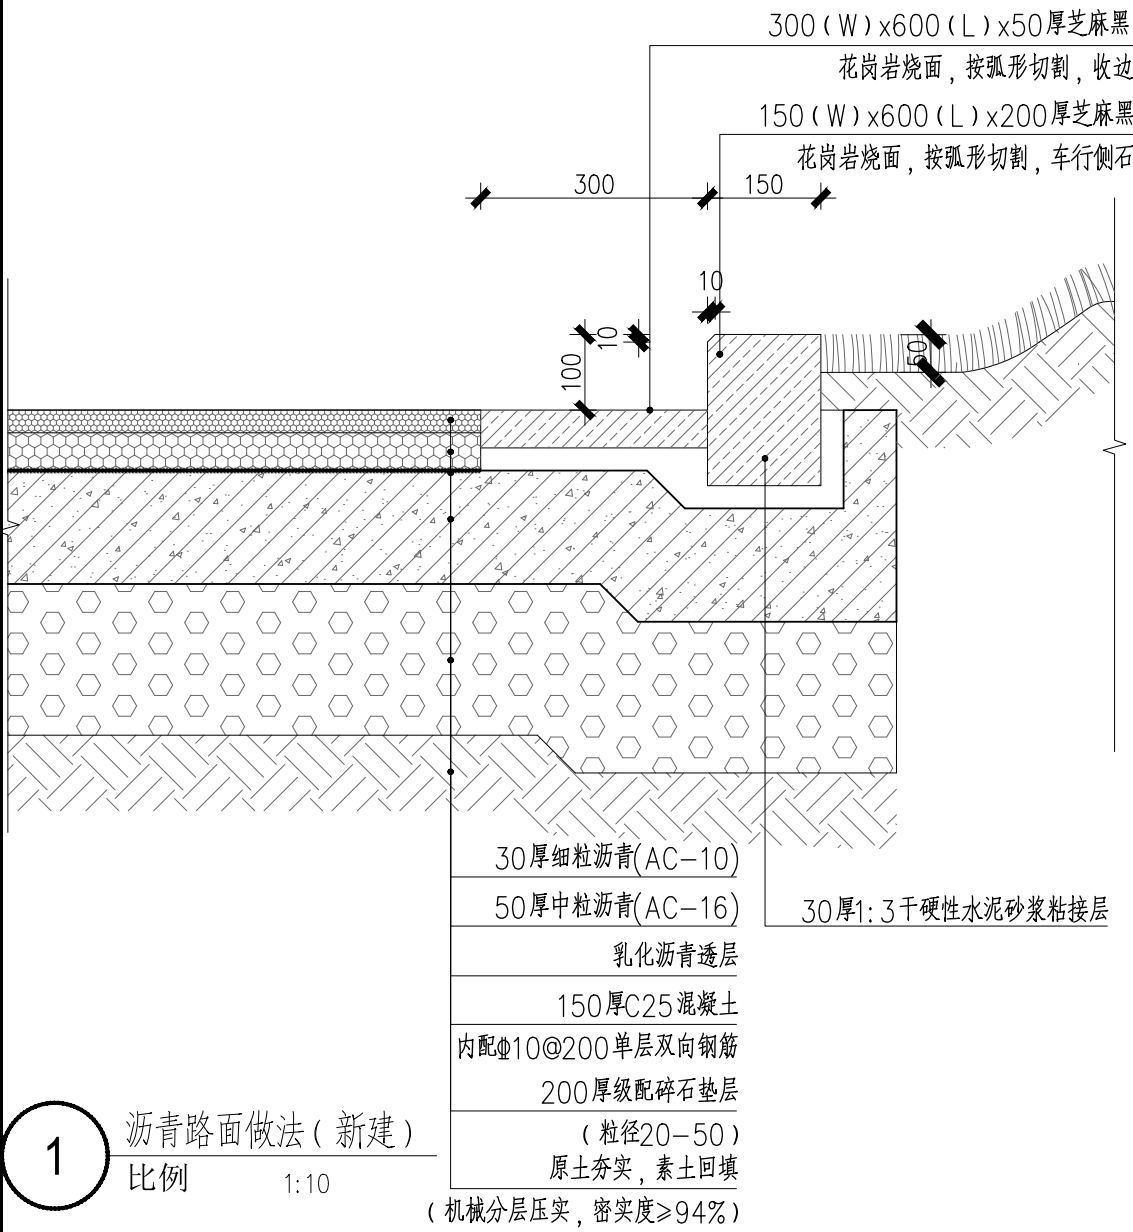 300(W)x600(L)x50厚芝麻黑
花岗岩烧面,按弧形切割,收边
150(W)x600(L)x200厚芝麻黑
花岗岩烧面,按弧形切割,车行侧石
300
150
10
10
100
50
30厚细粒沥青(AC-10)
50厚中粒沥青(AC-16)
30厚1:3干硬性水泥砂浆粘接层
乳化沥青透层
150厚C25混凝土
内配ф10@200单层双向钢筋
200厚级配碎石垫层
(粒径20-50)
原土夯实,素土回填
(机械分层压实,密实度≥94%)
1
沥青路面做法(新建)
比例 1:10